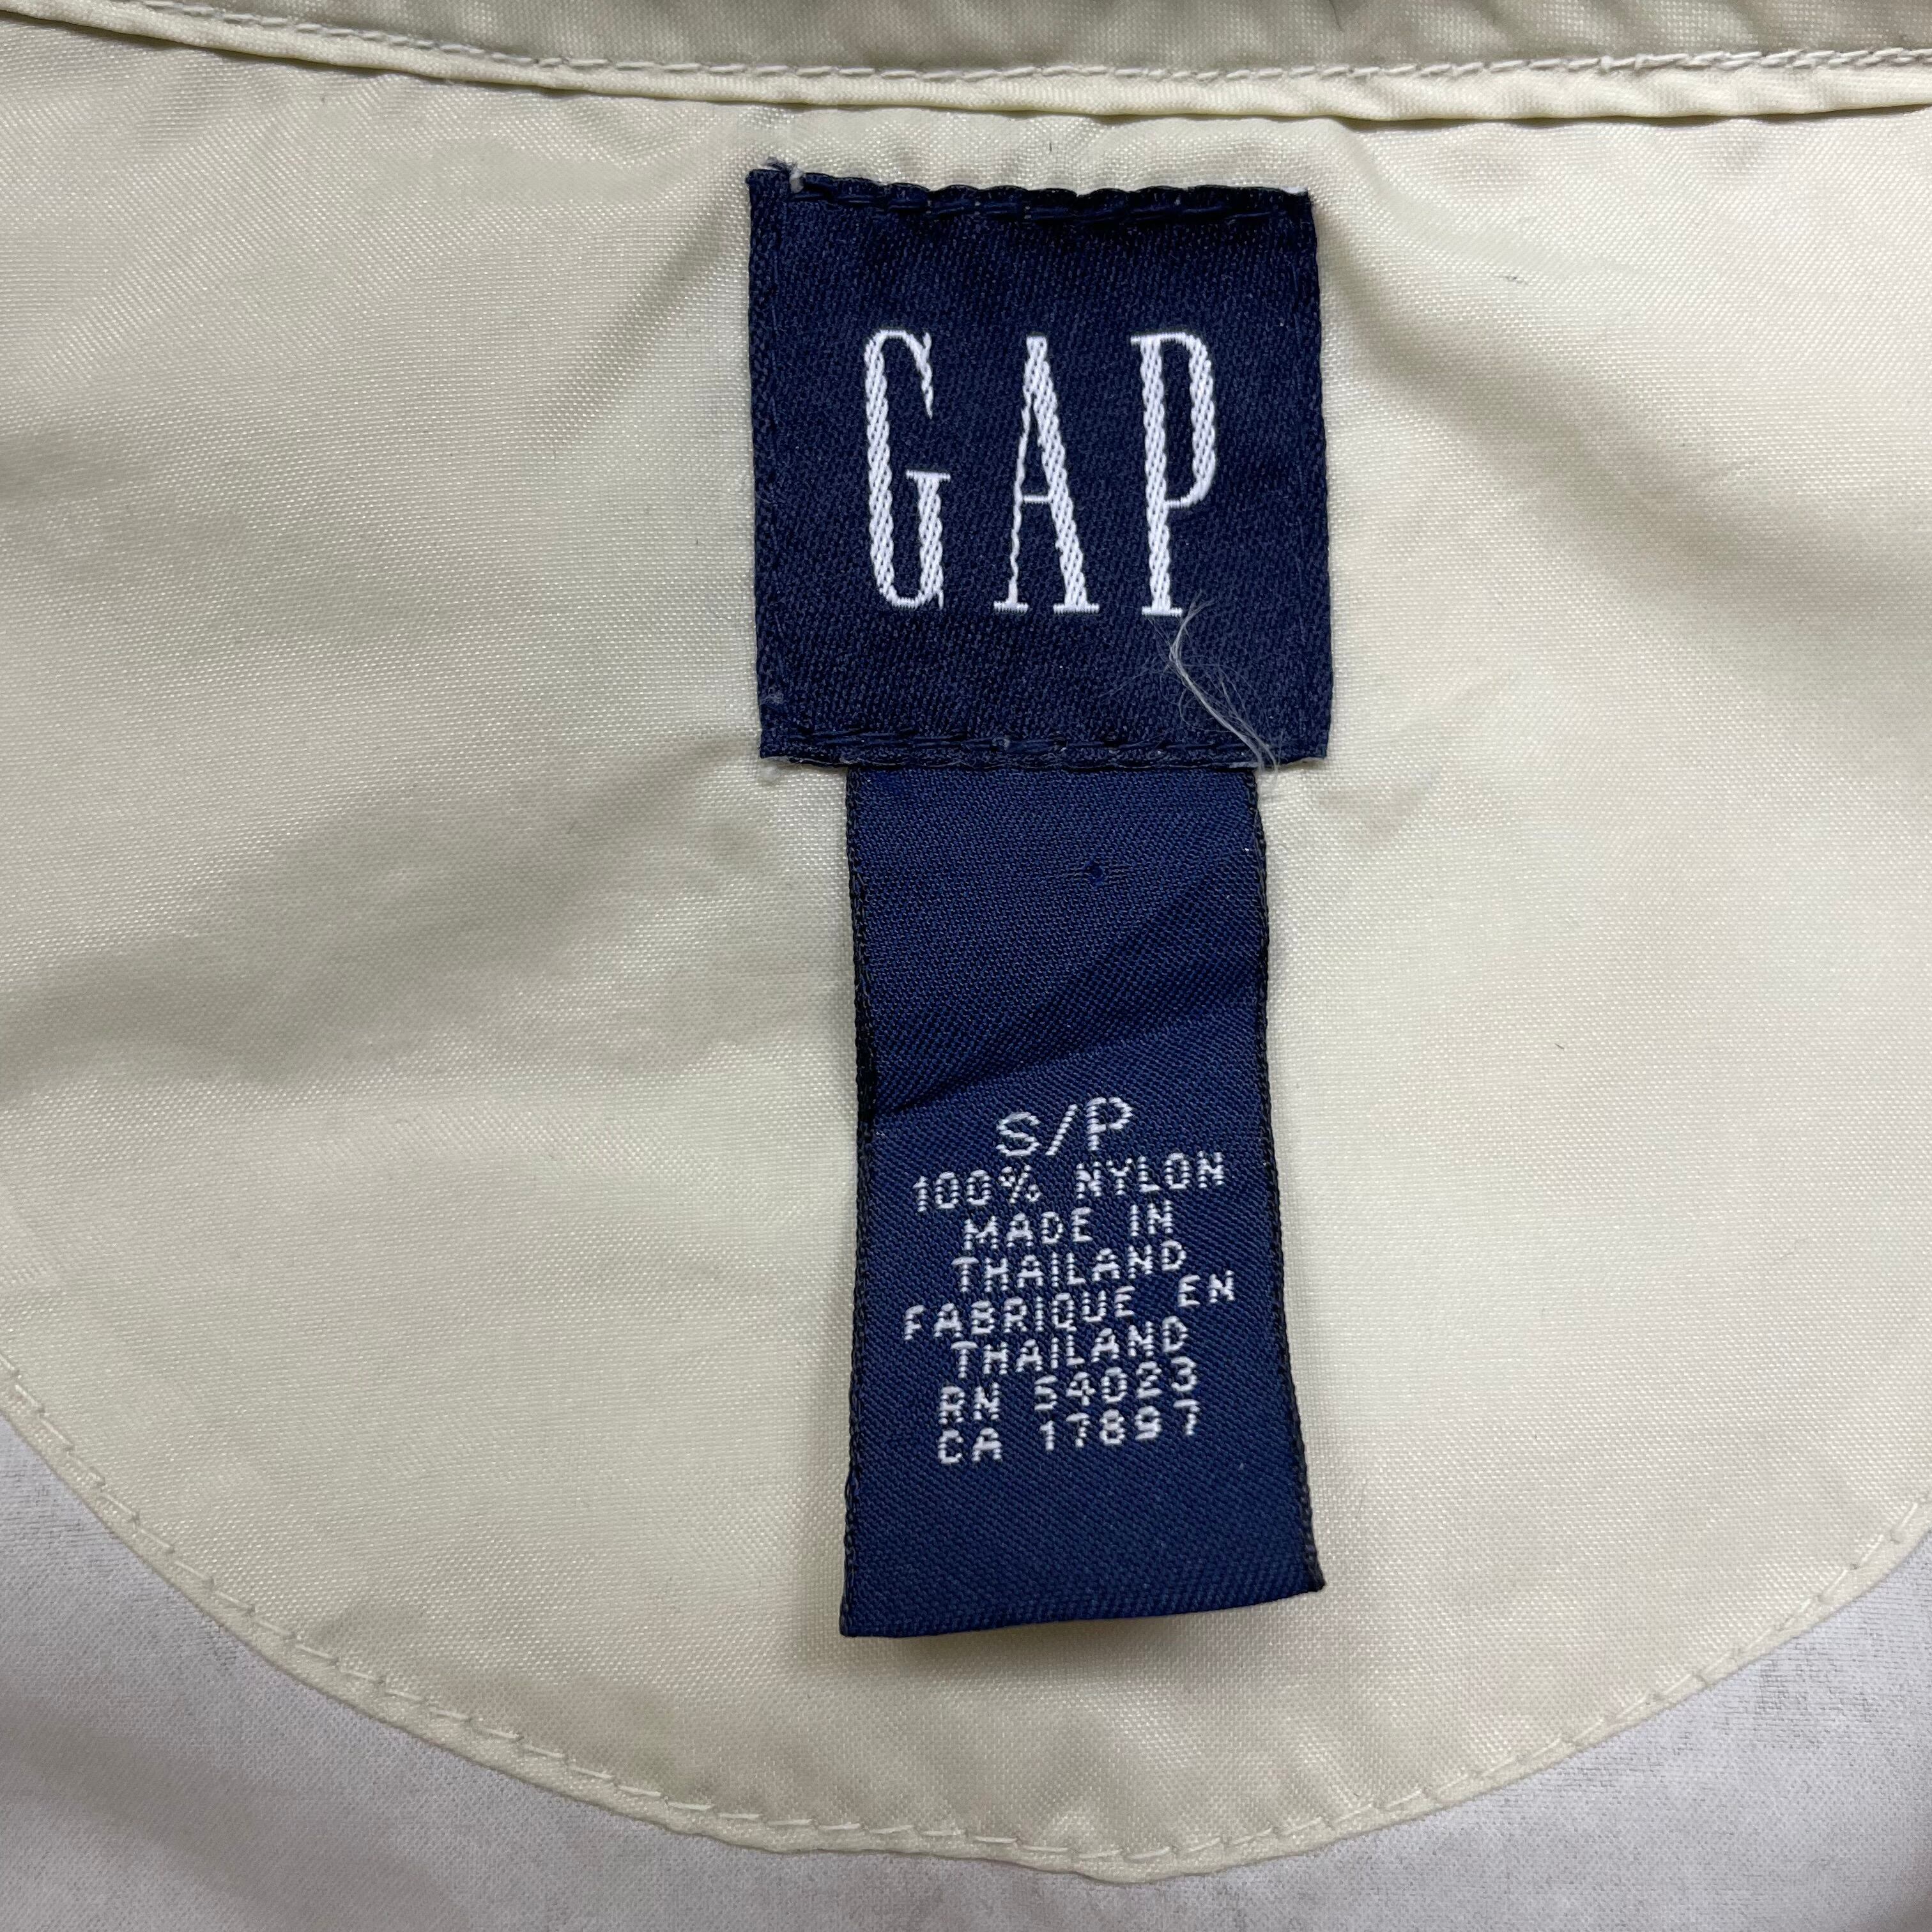 GAP
S/P
100% NYLON
MADE IN
THAILAND
FABRIQUE EN
THAILAND
RN 54023
CA 17897